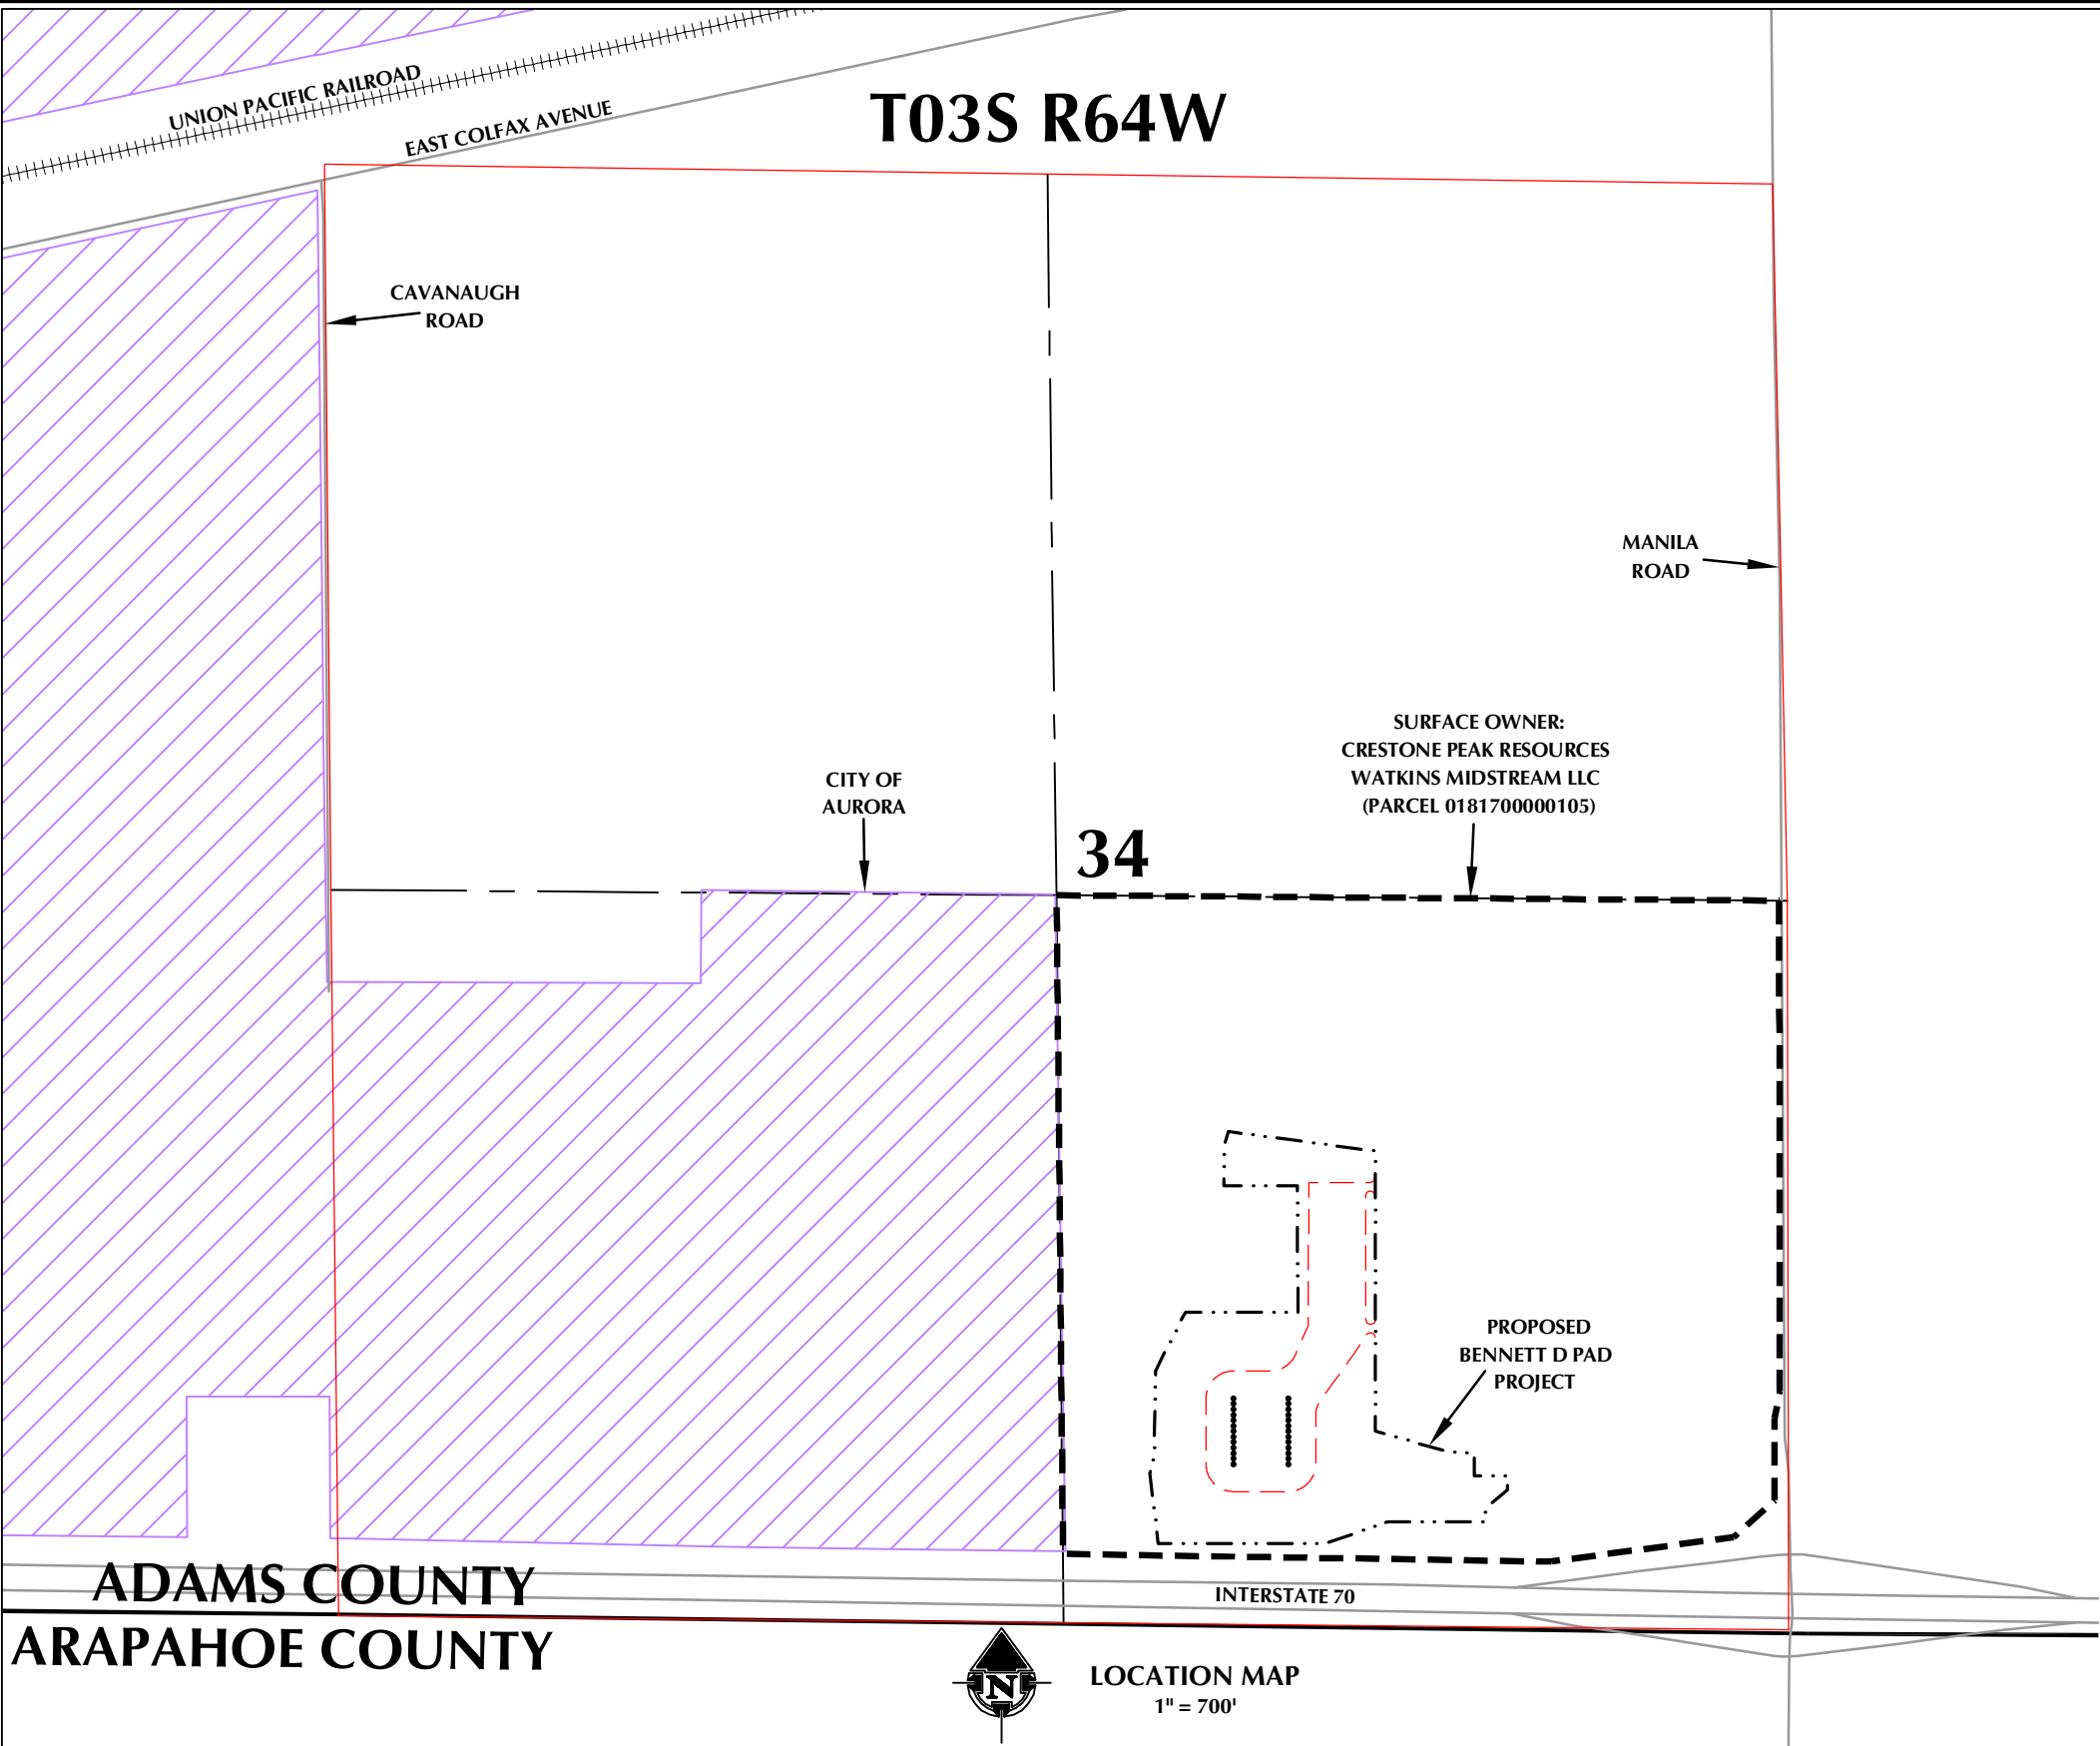 UNION PACIFIC RAILROAD
EAST COLFAX AVENUE
T03S R64W
CAVANAUGH
ROAD
MANILA
ROAD
SURFACE OWNER:
CRESTONE PEAK RESOURCES
WATKINS MIDSTREAM LLC
(PARCEL 0181700000105)
CITY OF
AURORA
34
PROPOSED
BENNETT D PAD
PROJECT
INTERSTATE 70
ADAMS COUNTY
ARAPAHOE COUNTY
N
LOCATION MAP
1" = 700'